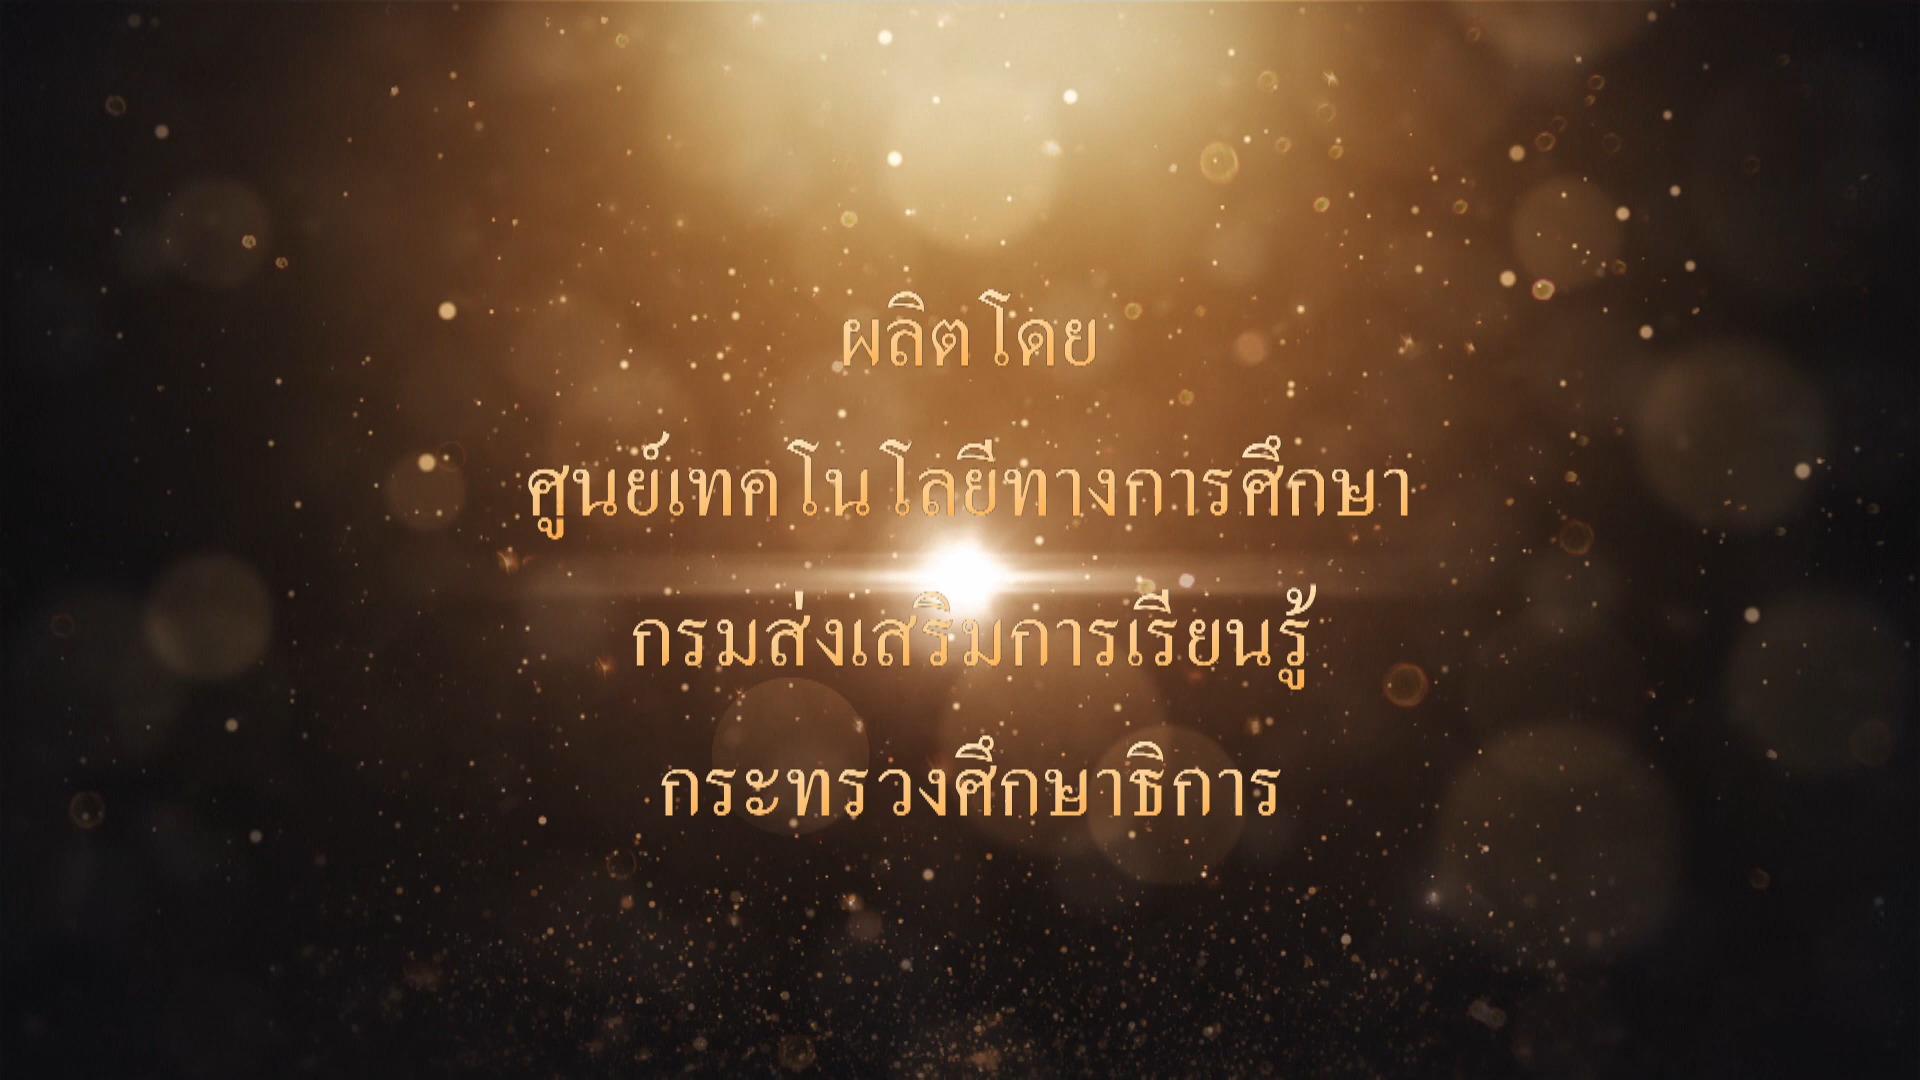 ผลิตโดย
ศูนย์เทคโนโลยีทางการศึกษา
กรมส่งเสริมการเรียนรู้
กระทรวงศึกษาธิการ